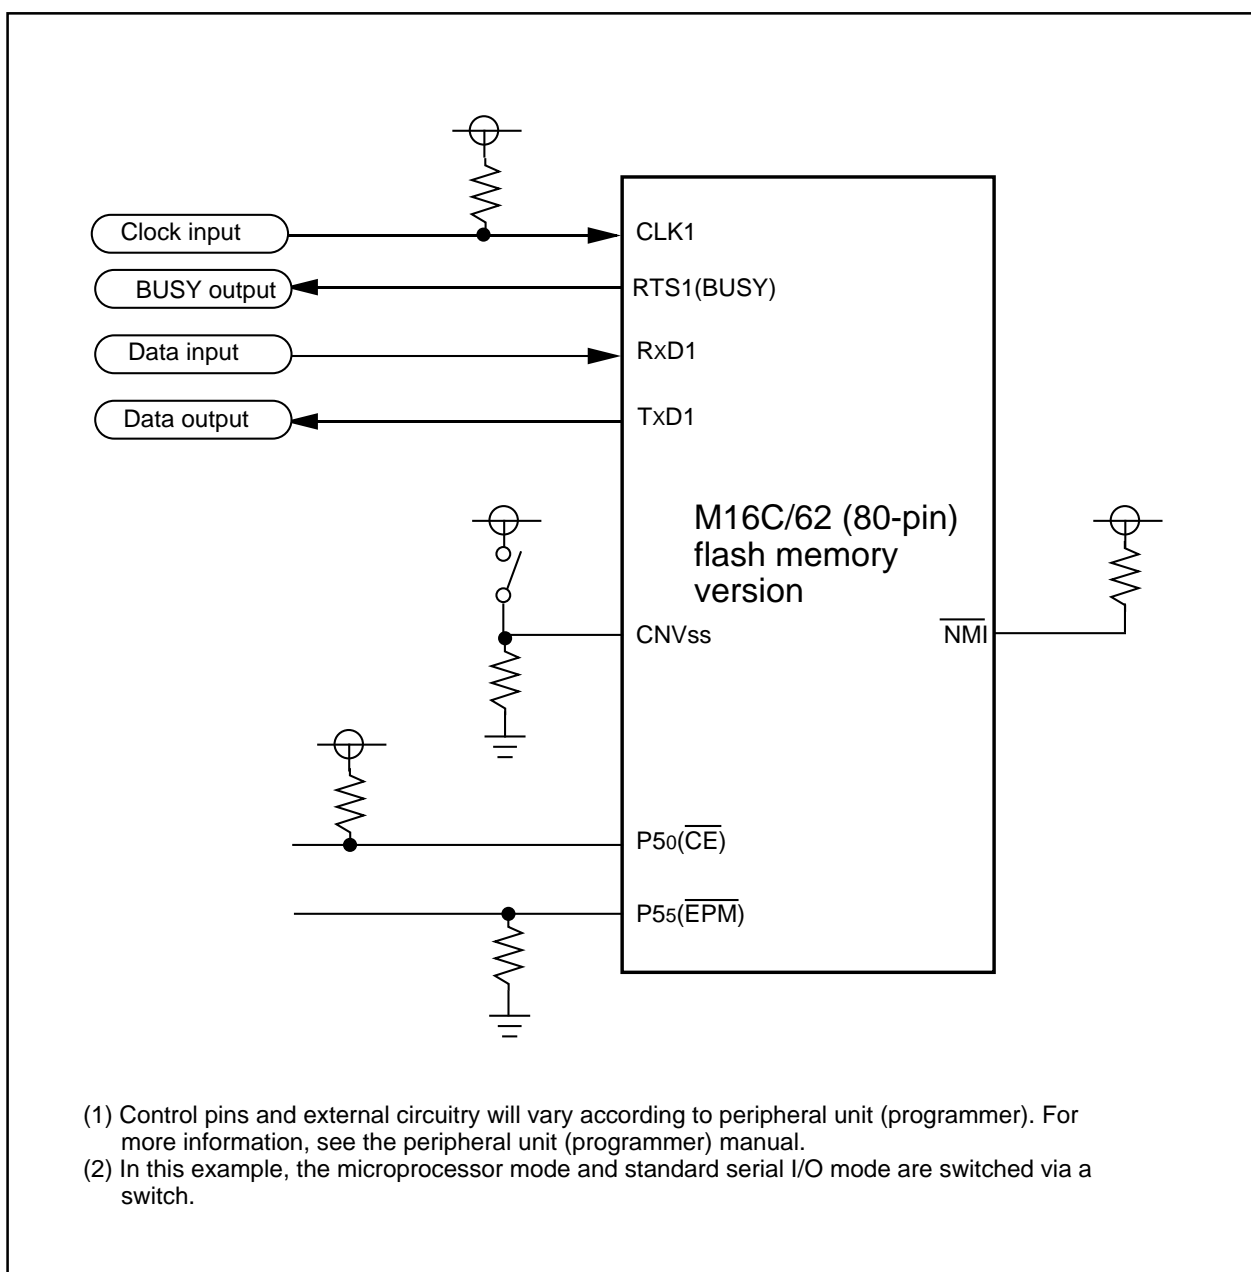 Clock input
CLK1
BUSY output
RTS1(BUSY)
Data input
RxD1
Data output
TxD1
M16C/62 (80-pin)
flash memory
version
CNVss
NMI
P50(CE)
P55(EPM)
(1) Control pins and external circuitry will vary according to peripheral unit (programmer). For
more information, see the peripheral unit (programmer) manual.
(2) In this example, the microprocessor mode and standard serial I/O mode are switched via a
switch.